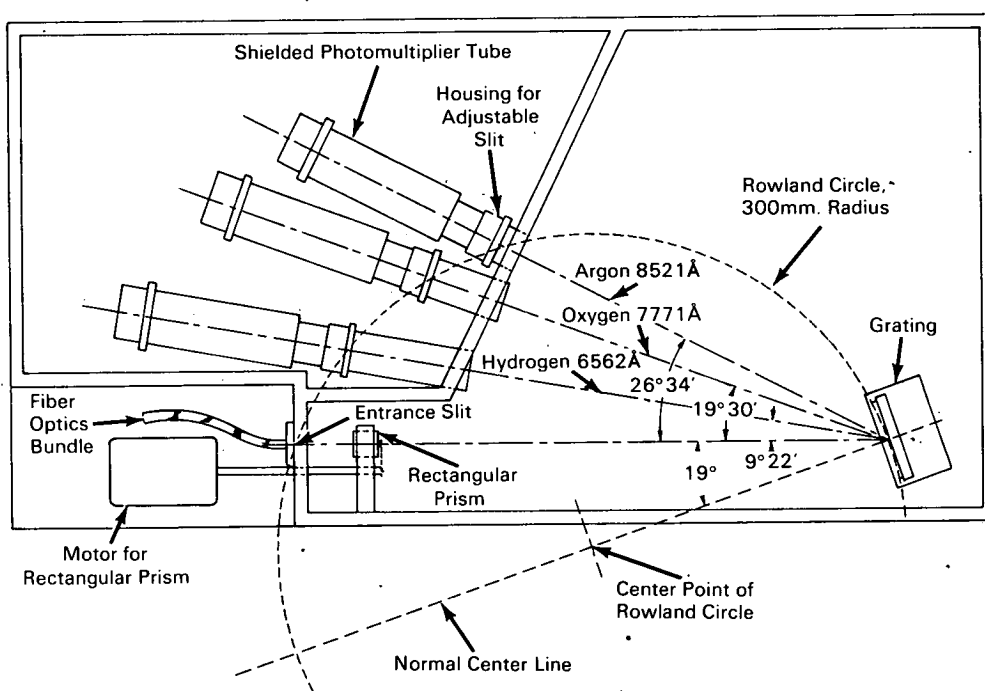 Shielded Photomultiplier Tube
Housing for
Adjustable
Slit
Rowland Circle,
300mm. Radius
Argon 8521Å
Oxygen 7771Å
Grating
Hydrogen 6562Å
26°34′
19°30′
9°22′
19°
Fiber
Optics
Bundle
Entrance Slit
Rectangular
Prism
Motor for
Rectangular Prism
Center Point of
Rowland Circle
Normal Center Line